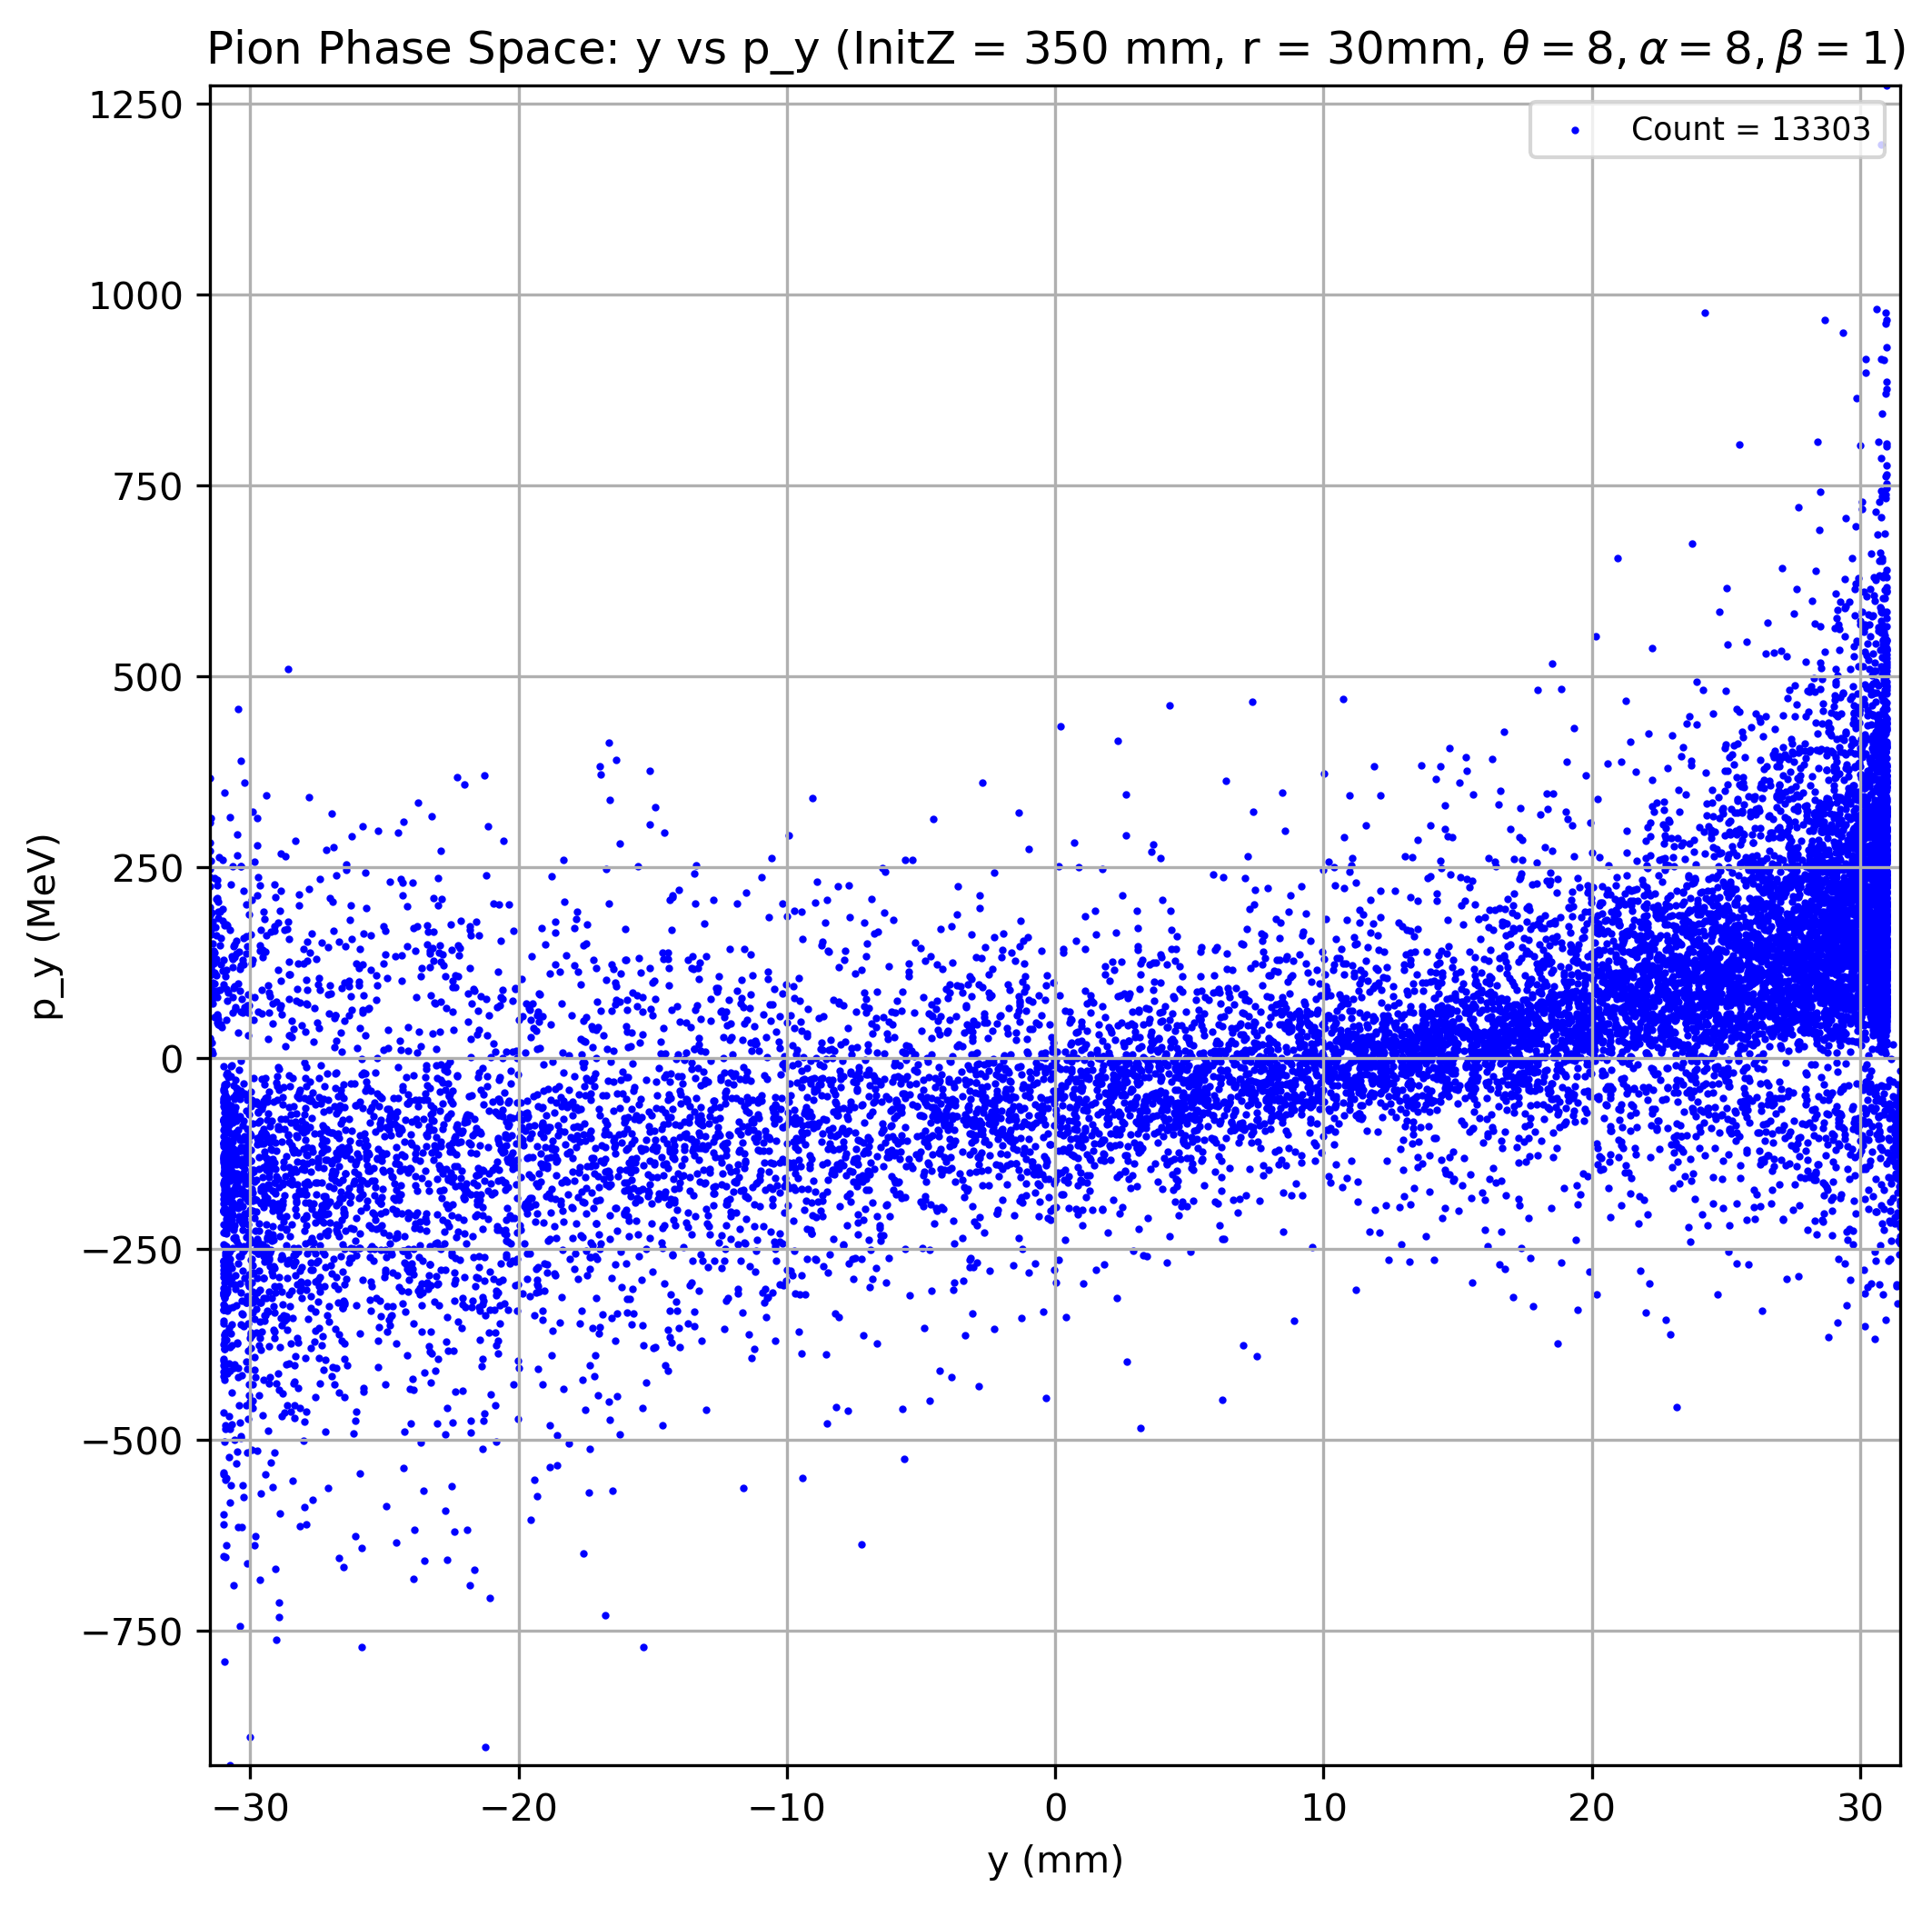 Pion Phase Space: y vs p_y (InitZ = 350 mm, r = 30mm, θ = 8, α = 8, β = 1)
Count = 13303
1250
1000
750
500
250
0
−250
−500
−750
p_y (MeV)
−30 −20 −10 0 10 20 30
y (mm)